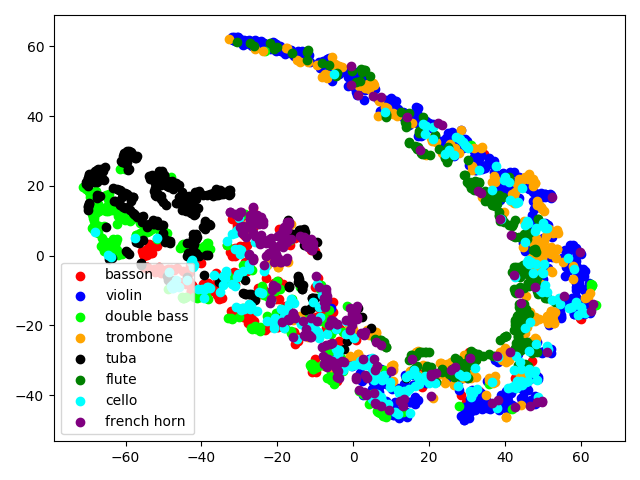 60
40
20
0
−20
−40
−60
−40
−20
0
20
40
60
basson
violin
double bass
trombone
tuba
flute
cello
french horn